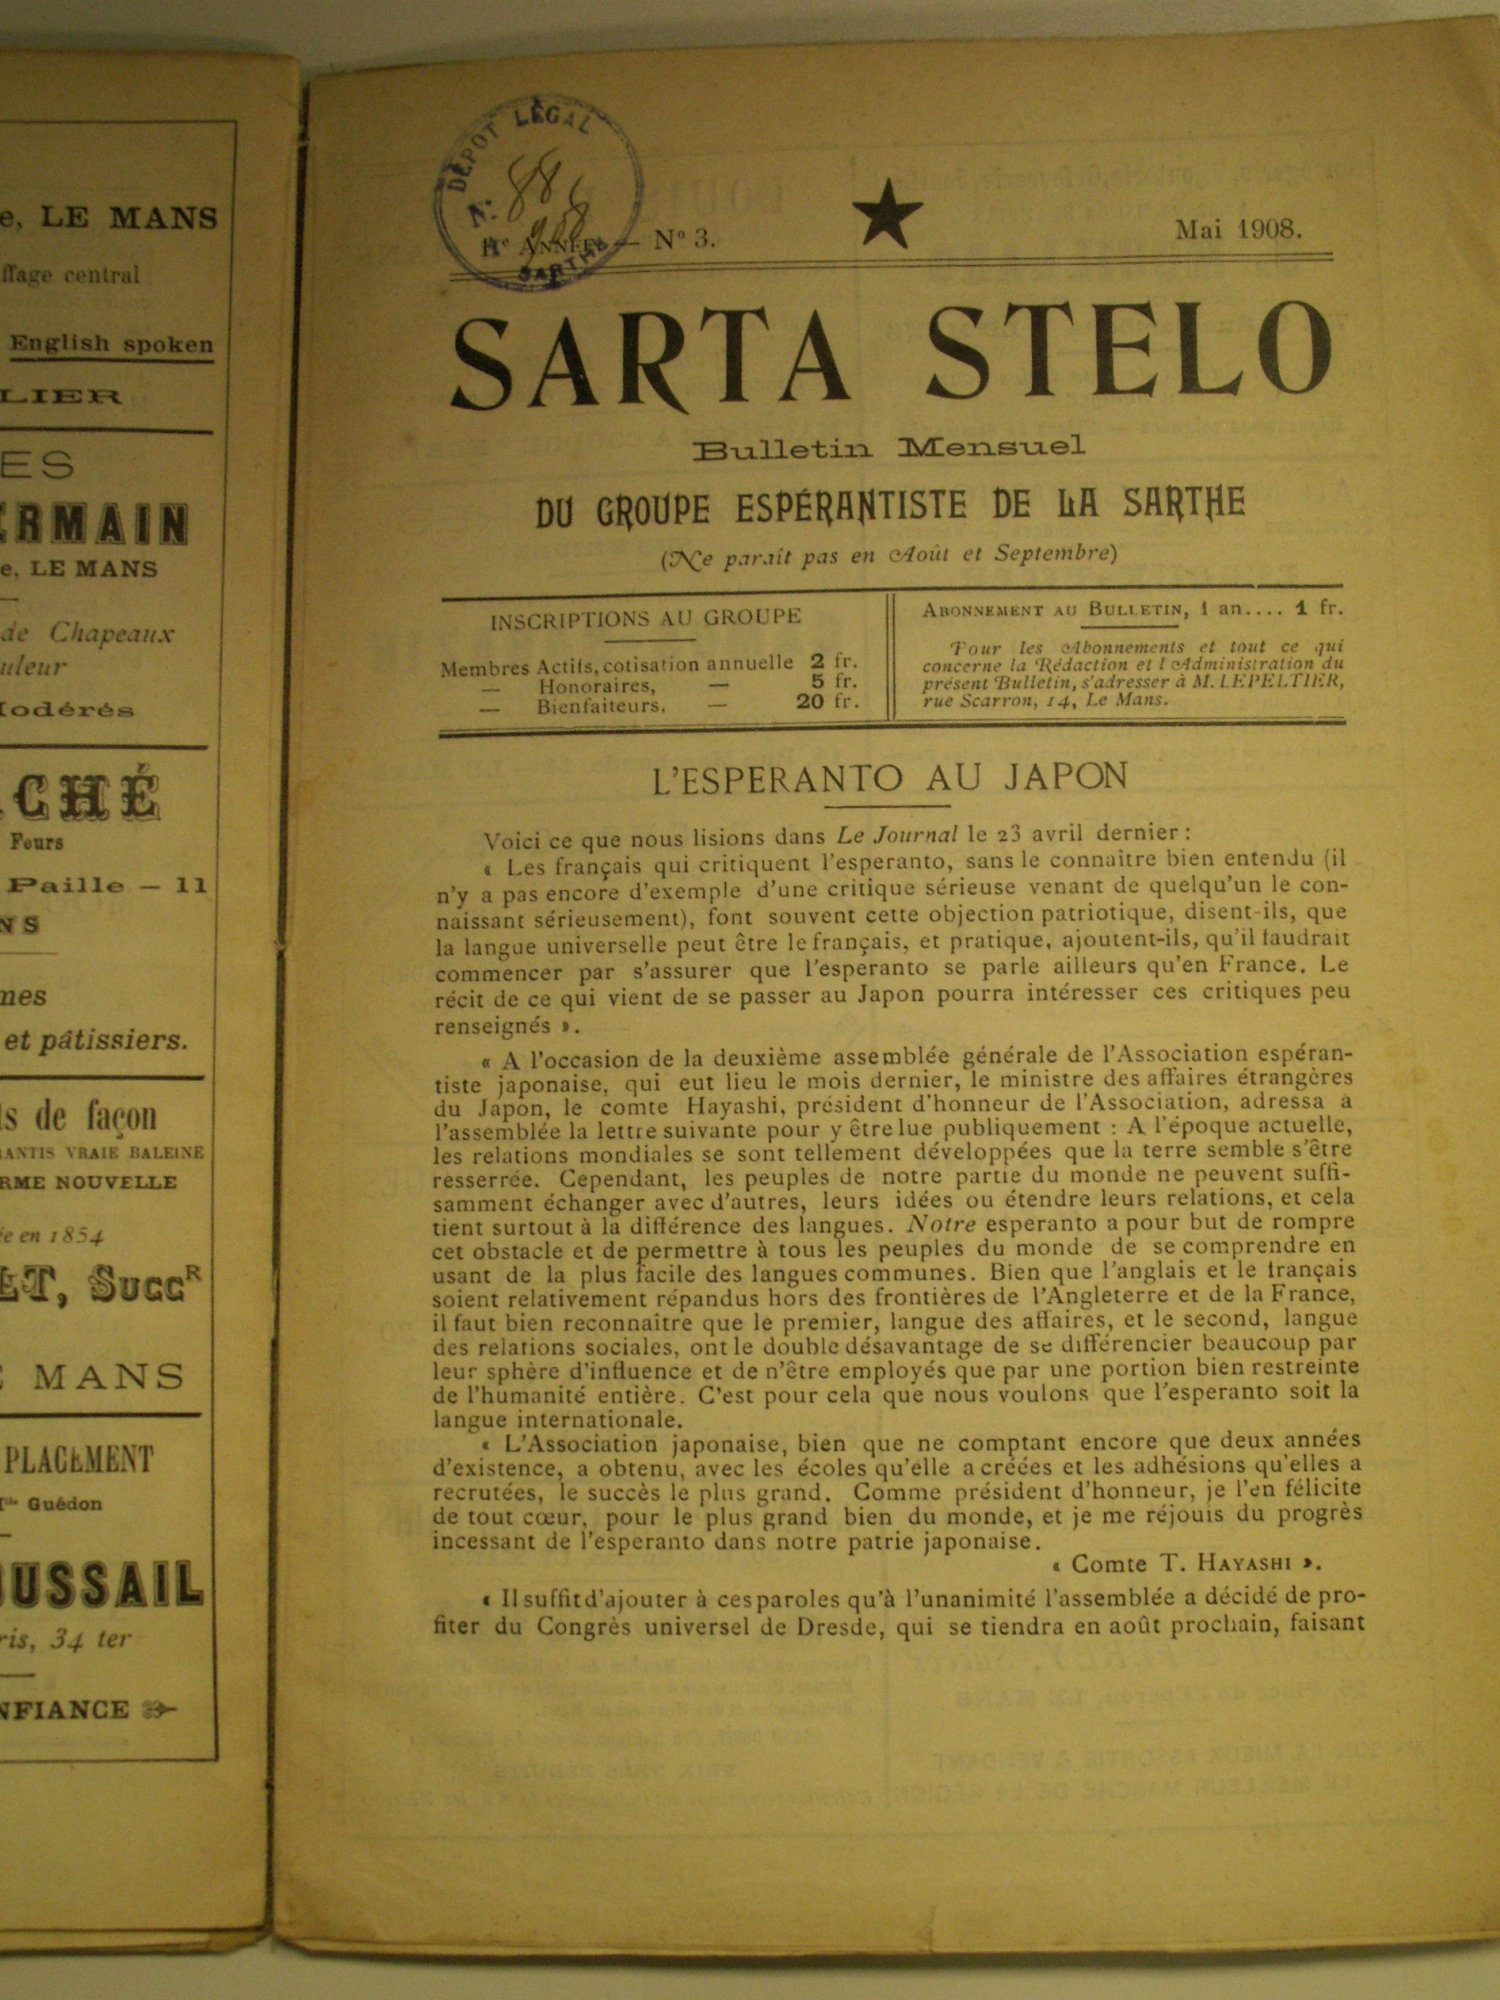 e, LE MANS
ffage central
English spoken
LIER
ES
ERMAIN
e, LE MANS
de Chapeaux
uleur
Modérés
CHÉ
Fours
Paille — 11
NS
nes
et pâtissiers.
ls de façon
RANTIS VRAIE BALEINE
RME NOUVELLE
ée en 1854
ET, SuccR
E MANS
PLACEMENT
Guédon
OUSSAIL
ris, 34 ter
NFIANCE
DÉPOT LÉGAL
No 88
SARTHE
Année — No 3.
Mai 1908.
SARTA STELO
Bulletin Mensuel
DU GROUPE ESPÉRANTISTE DE LA SARTHE
(Ne paraît pas en Août et Septembre)
INSCRIPTIONS AU GROUPE
Membres Actifs, cotisation annuelle 2 fr.
— Honoraires, — 5 fr.
— Bienfaiteurs, — 20 fr.
Abonnement au Bulletin, 1 an.... 1 fr.
Pour les Abonnements et tout ce qui
concerne la Rédaction et l'Administration du
présent Bulletin, s'adresser à M. LEPELTIER,
rue Scarron, 14, Le Mans.
L'ESPERANTO AU JAPON
Voici ce que nous lisions dans Le Journal le 23 avril dernier :
« Les français qui critiquent l'esperanto, sans le connaître bien entendu (il
n'y a pas encore d'exemple d'une critique sérieuse venant de quelqu'un le con-
naissant sérieusement), font souvent cette objection patriotique, disent-ils, que
la langue universelle peut être le français, et pratique, ajoutent-ils, qu'il faudrait
commencer par s'assurer que l'esperanto se parle ailleurs qu'en France. Le
récit de ce qui vient de se passer au Japon pourra intéresser ces critiques peu
renseignés ».
« A l'occasion de la deuxième assemblée générale de l'Association espéran-
tiste japonaise, qui eut lieu le mois dernier, le ministre des affaires étrangères
du Japon, le comte Hayashi, président d'honneur de l'Association, adressa à
l'assemblée la lettre suivante pour y être lue publiquement : A l'époque actuelle,
les relations mondiales se sont tellement développées que la terre semble s'être
resserrée. Cependant, les peuples de notre partie du monde ne peuvent suffi-
samment échanger avec d'autres, leurs idées ou étendre leurs relations, et cela
tient surtout à la différence des langues. Notre esperanto a pour but de rompre
cet obstacle et de permettre à tous les peuples du monde de se comprendre en
usant de la plus facile des langues communes. Bien que l'anglais et le français
soient relativement répandus hors des frontières de l'Angleterre et de la France,
il faut bien reconnaître que le premier, langue des affaires, et le second, langue
des relations sociales, ont le double désavantage de se différencier beaucoup par
leur sphère d'influence et de n'être employés que par une portion bien restreinte
de l'humanité entière. C'est pour cela que nous voulons que l'esperanto soit la
langue internationale.
« L'Association japonaise, bien que ne comptant encore que deux années
d'existence, a obtenu, avec les écoles qu'elle a créées et les adhésions qu'elles a
recrutées, le succès le plus grand. Comme président d'honneur, je l'en félicite
de tout cœur, pour le plus grand bien du monde, et je me réjouis du progrès
incessant de l'esperanto dans notre patrie japonaise.
« Comte T. Hayashi ».
« Il suffit d'ajouter à ces paroles qu'à l'unanimité l'assemblée a décidé de pro-
fiter du Congrès universel de Dresde, qui se tiendra en août prochain, faisant